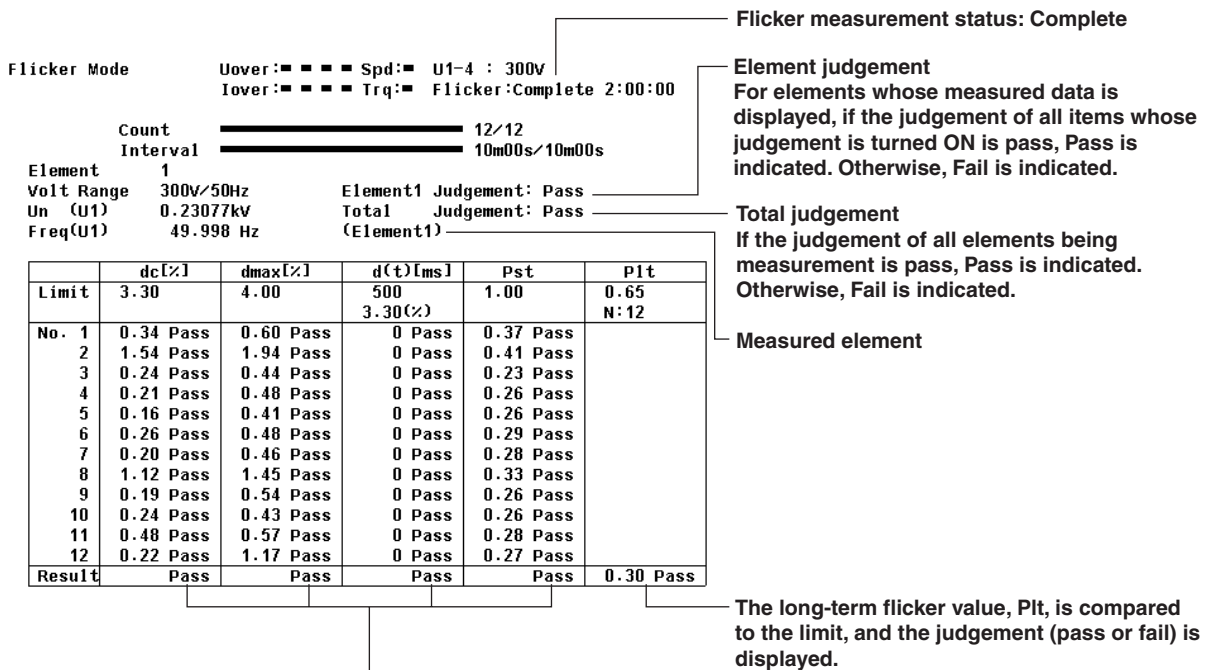 Flicker measurement status: Complete
Flicker Mode Uover: Spd: U1-4 : 300V
Iover: Trq: Flicker:Complete 2:00:00
Element judgement
For elements whose measured data is
displayed, if the judgement of all items whose
judgement is turned ON is pass, Pass is
indicated. Otherwise, Fail is indicated.
Count 12/12
Interval 10m00s/10m00s
Element 1
Volt Range 300V/50Hz Element1 Judgement: Pass
Un (U1) 0.23077kV Total Judgement: Pass
Freq(U1) 49.998 Hz (Element1)
Total judgement
If the judgement of all elements being
measurement is pass, Pass is indicated.
Otherwise, Fail is indicated.
Measured element
dc[%] dmax[%] d(t)[ms] Pst Plt
Limit 3.30 4.00 500 1.00 0.65
3.30(%) N:12
No. 1 0.34 Pass 0.60 Pass 0 Pass 0.37 Pass
2 1.54 Pass 1.94 Pass 0 Pass 0.41 Pass
3 0.24 Pass 0.44 Pass 0 Pass 0.23 Pass
4 0.21 Pass 0.48 Pass 0 Pass 0.26 Pass
5 0.16 Pass 0.41 Pass 0 Pass 0.26 Pass
6 0.26 Pass 0.48 Pass 0 Pass 0.29 Pass
7 0.20 Pass 0.46 Pass 0 Pass 0.28 Pass
8 1.12 Pass 1.45 Pass 0 Pass 0.33 Pass
9 0.19 Pass 0.54 Pass 0 Pass 0.26 Pass
10 0.24 Pass 0.43 Pass 0 Pass 0.26 Pass
11 0.48 Pass 0.57 Pass 0 Pass 0.28 Pass
12 0.22 Pass 1.17 Pass 0 Pass 0.27 Pass
Result Pass Pass Pass Pass 0.30 Pass
The long-term flicker value, Plt, is compared
to the limit, and the judgement (pass or fail) is
displayed.